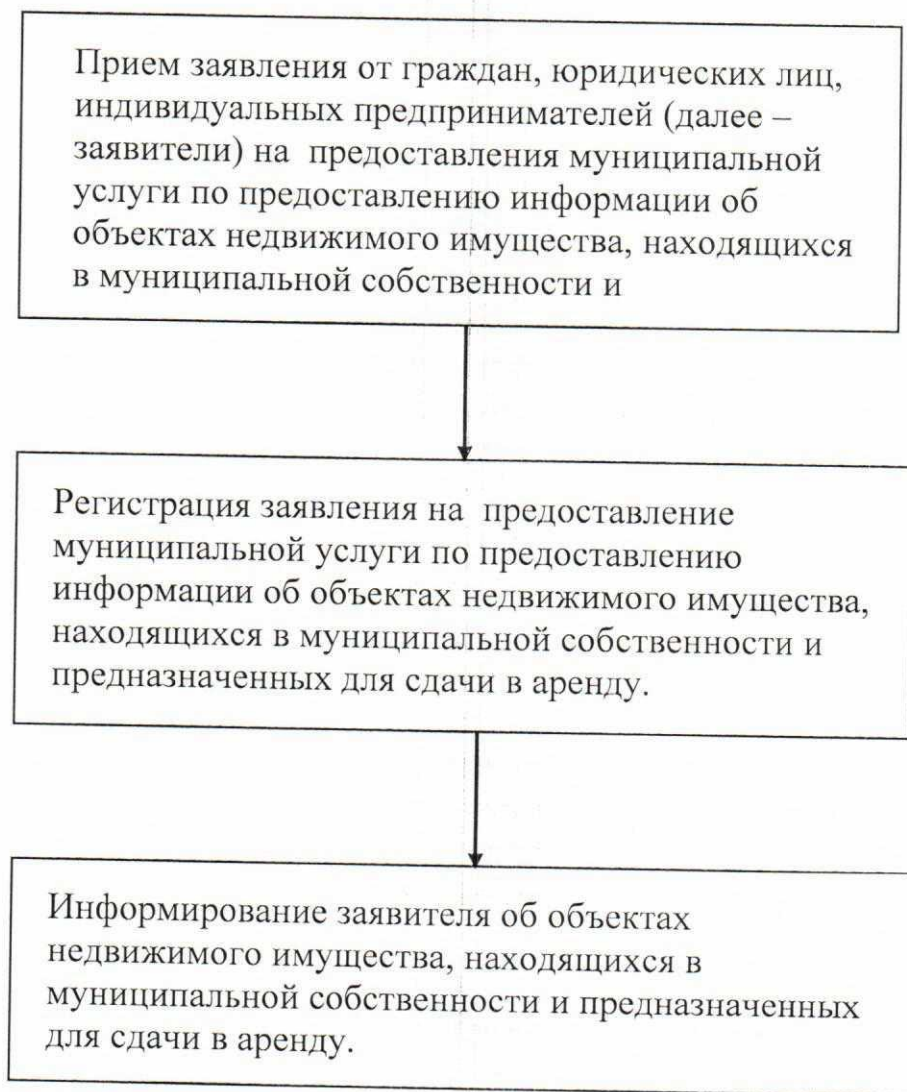 Прием заявления от граждан, юридических лиц,
индивидуальных предпринимателей (далее –
заявители) на предоставления муниципальной
услуги по предоставлению информации об
объектах недвижимого имущества, находящихся
в муниципальной собственности и
Регистрация заявления на предоставление
муниципальной услуги по предоставлению
информации об объектах недвижимого имущества,
находящихся в муниципальной собственности и
предназначенных для сдачи в аренду.
Информирование заявителя об объектах
недвижимого имущества, находящихся в
муниципальной собственности и предназначенных
для сдачи в аренду.